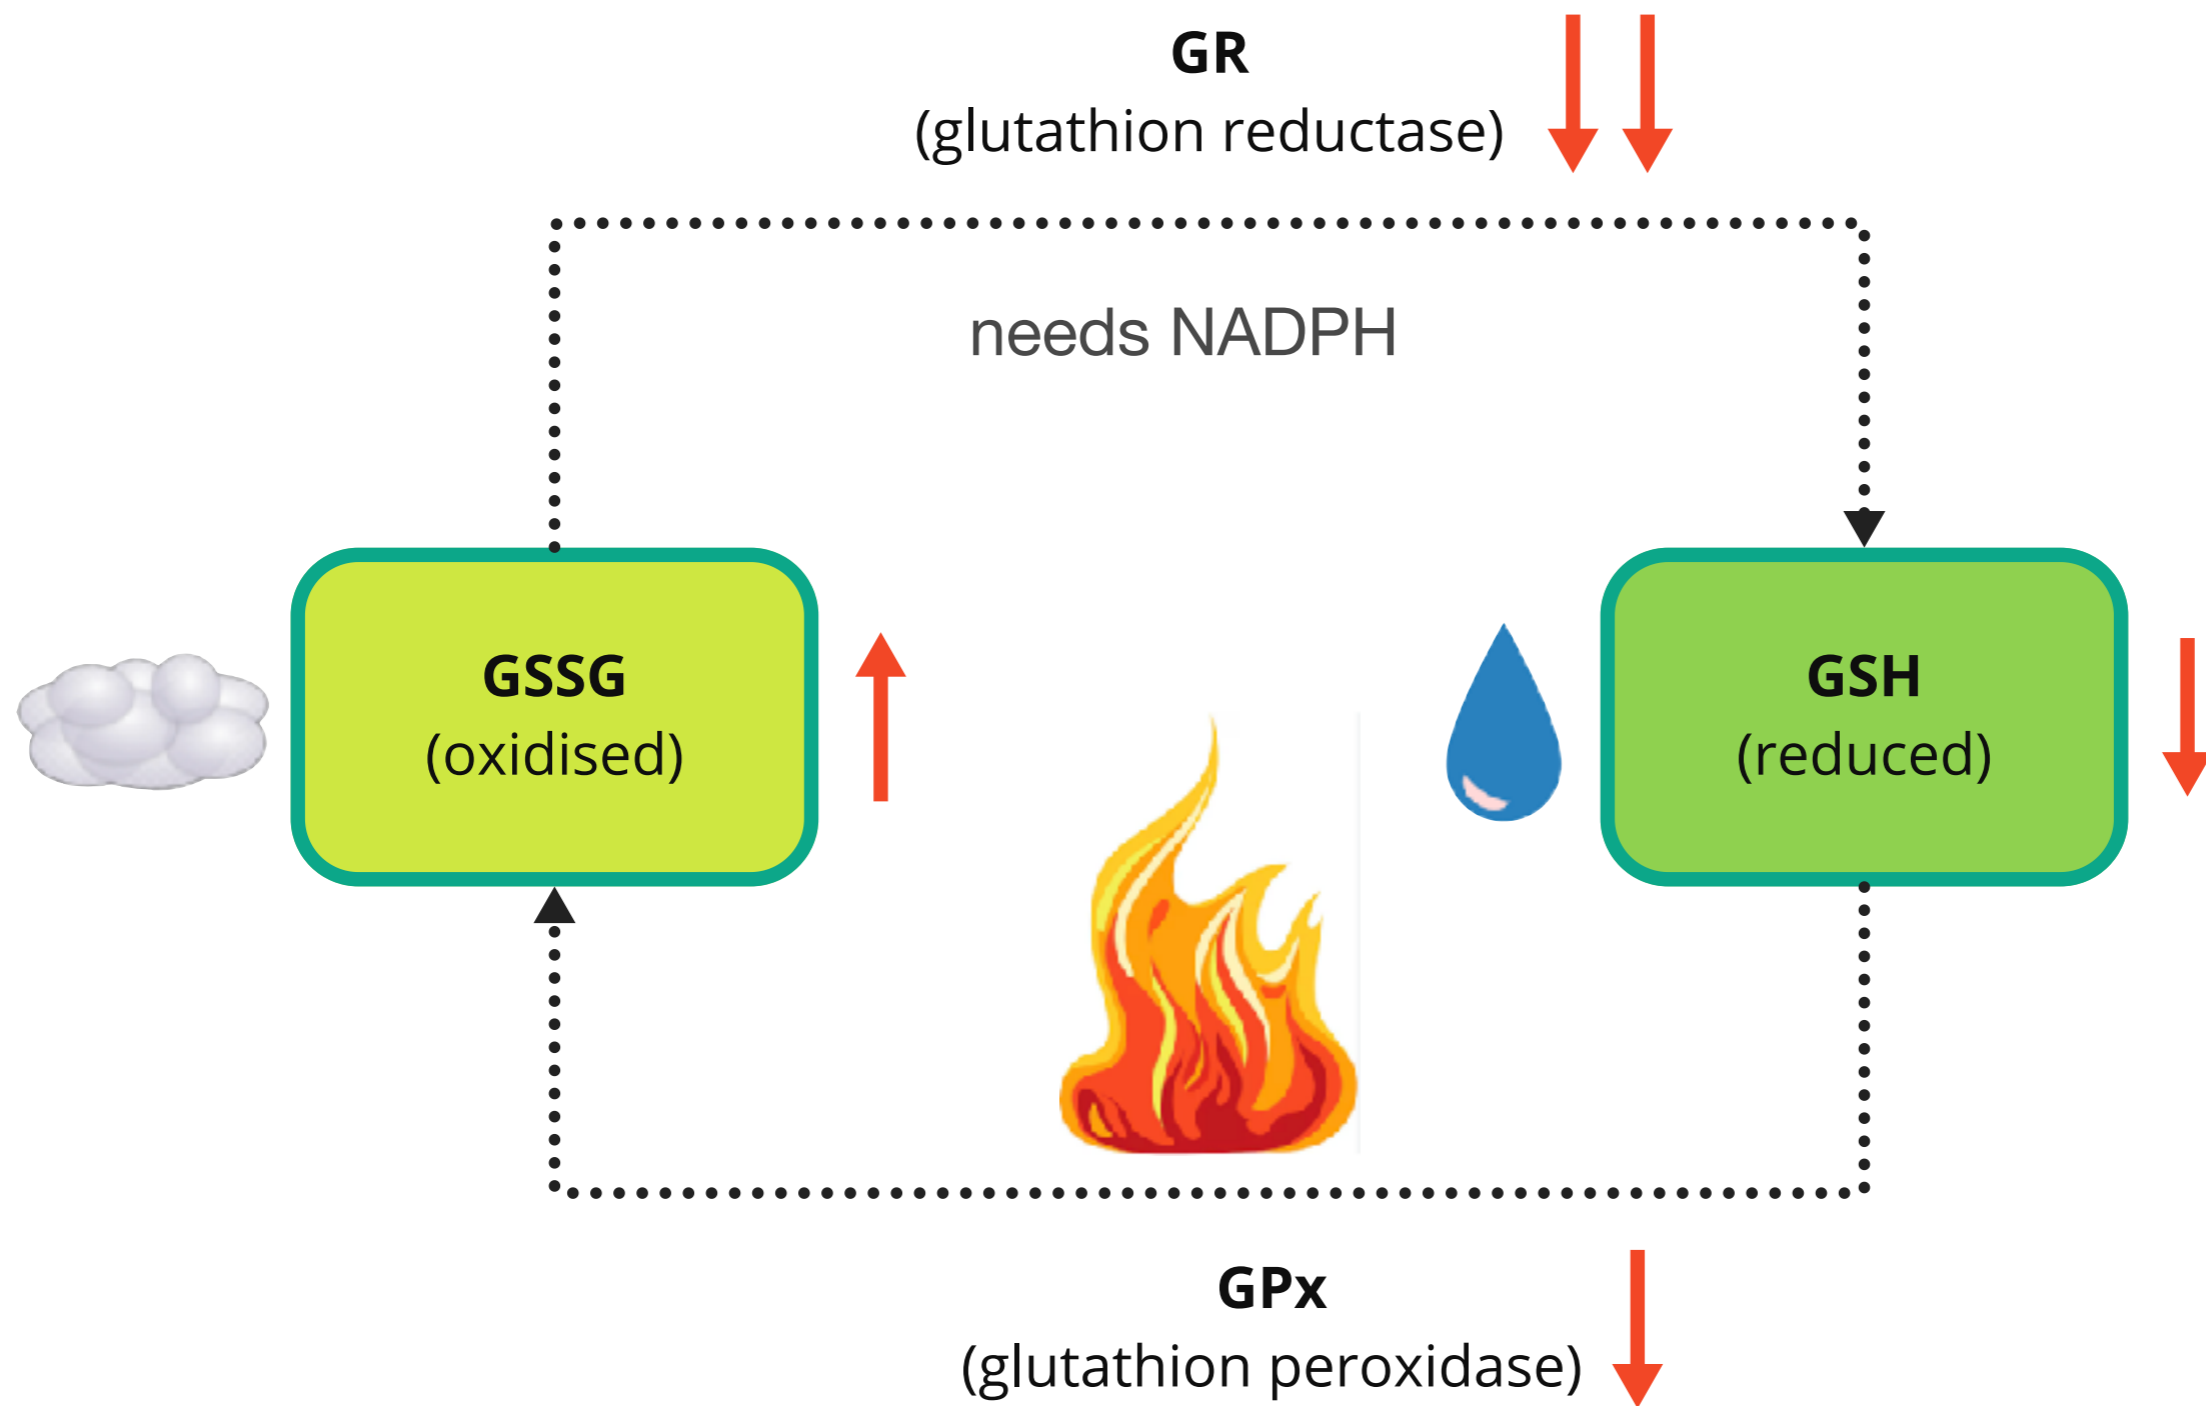 GR
(glutathion reductase)
needs NADPH
GSSG
(oxidised)
GSH
(reduced)
GPx
(glutathion peroxidase)